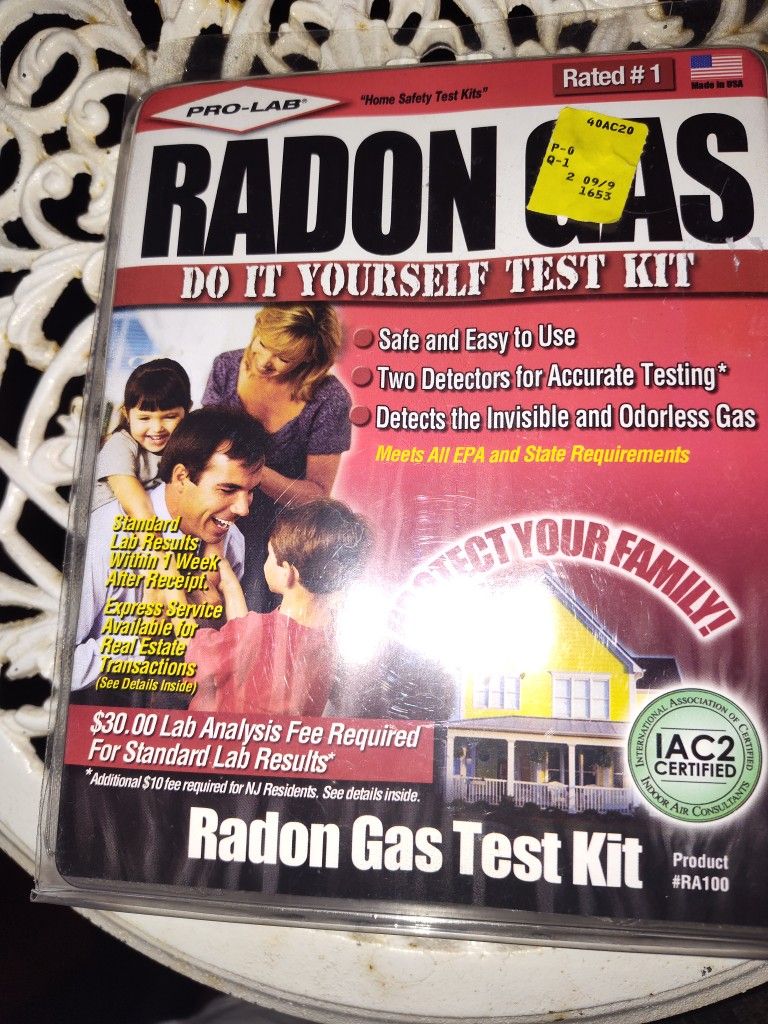 PRO-LAB®
"Home Safety Test Kits"
Rated # 1
Made in USA
RADON GAS
40AC20
P-0
Q-1
2 09/9
1653
DO IT YOURSELF TEST KIT
Safe and Easy to Use
Two Detectors for Accurate Testing*
Detects the Invisible and Odorless Gas
Meets All EPA and State Requirements
Standard
Lab Results
Within 1 Week
After Receipt.
Express Service
Available for
Real Estate
Transactions
(See Details Inside)
PROTECT YOUR FAMILY!
$30.00 Lab Analysis Fee Required
For Standard Lab Results*
*Additional $10 fee required for NJ Residents. See details inside.
INTERNATIONAL ASSOCIATION OF CERTIFIED
IAC2
CERTIFIED
INDOOR AIR CONSULTANTS
Radon Gas Test Kit
Product
#RA100